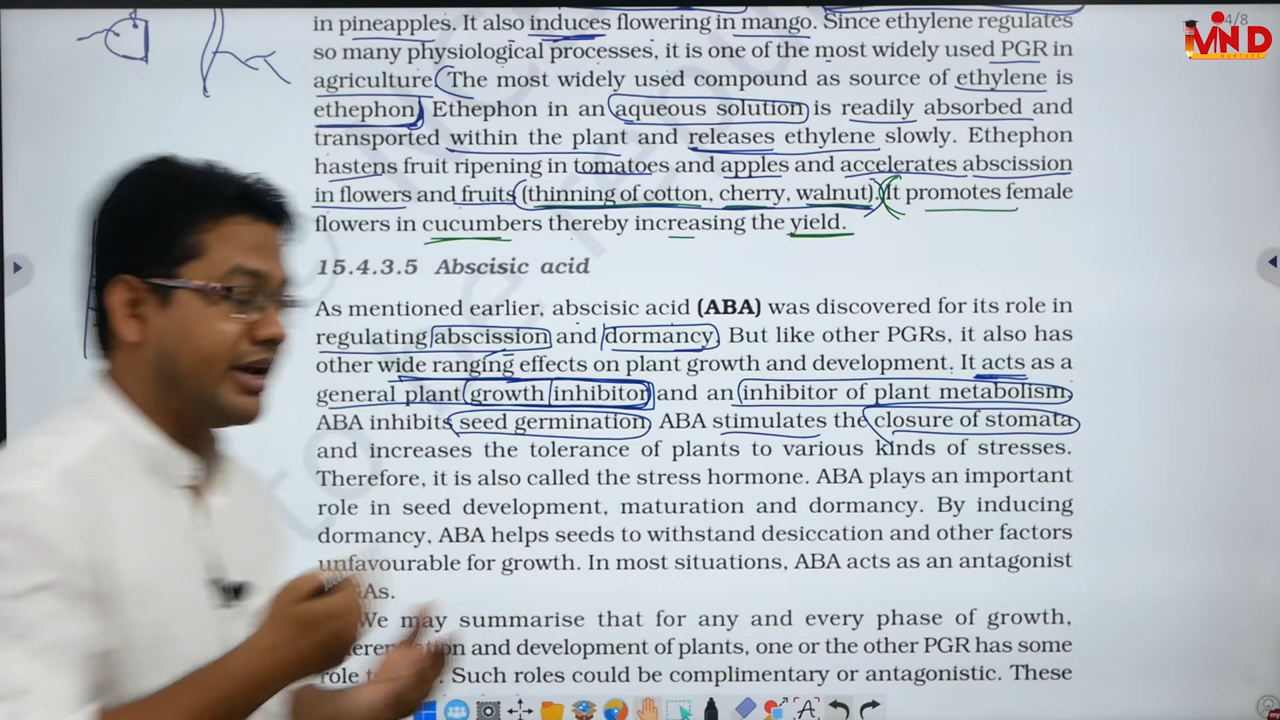 in pineapples. It also induces flowering in mango. Since ethylene regulates
so many physiological processes, it is one of the most widely used PGR in
agriculture. The most widely used compound as source of ethylene is
ethephon. Ethephon in an aqueous solution is readily absorbed and
transported within the plant and releases ethylene slowly. Ethephon
hastens fruit ripening in tomatoes and apples and accelerates abscission
in flowers and fruits (thinning of cotton, cherry, walnut). It promotes female
flowers in cucumbers thereby increasing the yield.
15.4.3.5 Abscisic acid
As mentioned earlier, abscisic acid (ABA) was discovered for its role in
regulating abscission and dormancy. But like other PGRs, it also has
other wide ranging effects on plant growth and development. It acts as a
general plant growth inhibitor and an inhibitor of plant metabolism.
ABA inhibits seed germination. ABA stimulates the closure of stomata
and increases the tolerance of plants to various kinds of stresses.
Therefore, it is also called the stress hormone. ABA plays an important
role in seed development, maturation and dormancy. By inducing
dormancy, ABA helps seeds to withstand desiccation and other factors
unfavourable for growth. In most situations, ABA acts as an antagonist
As.
We may summarise that for any and every phase of growth,
and development of plants, one or the other PGR has some
role Such roles could be complimentary or antagonistic. These
4/8
MIND